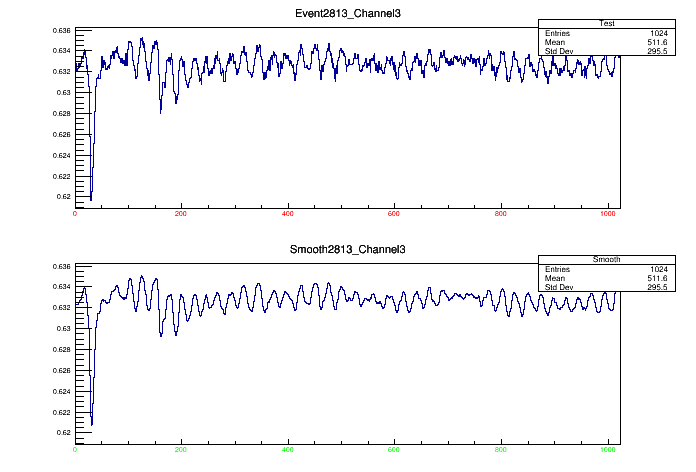 Event2813_Channel3
Test
Entries 1024
Mean 511.6
Std Dev 295.5
0.636
0.634
0.632
0.63
0.628
0.626
0.624
0.622
0.62
0 200 400 600 800 1000
Smooth2813_Channel3
Smooth
Entries 1024
Mean 511.6
Std Dev 295.5
0.636
0.634
0.632
0.63
0.628
0.626
0.624
0.622
0.62
0 200 400 600 800 1000